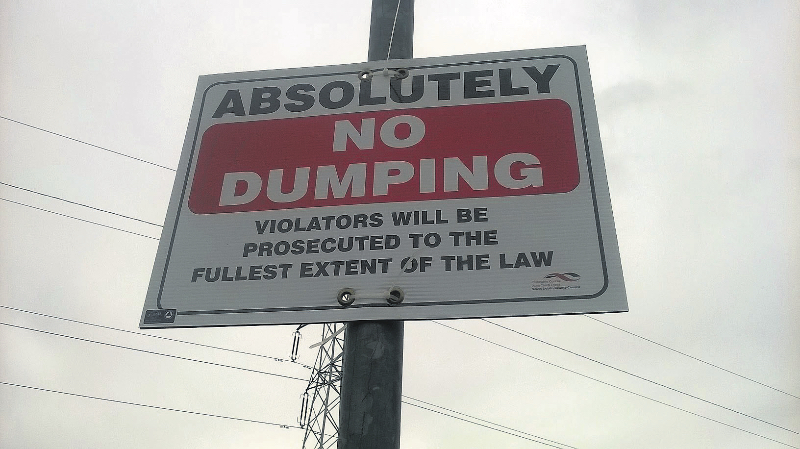 ABSOLUTELY
NO
DUMPING
VIOLATORS WILL BE
PROSECUTED TO THE
FULLEST EXTENT OF THE LAW